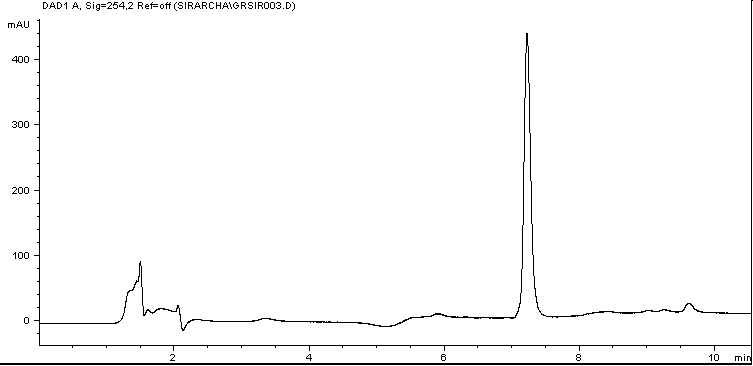 DAD1 A, Sig=254,2 Ref=off (SIRARCHA\GRSIR003.D)
mAU
400
300
200
100
0
2 4 6 8 10 min